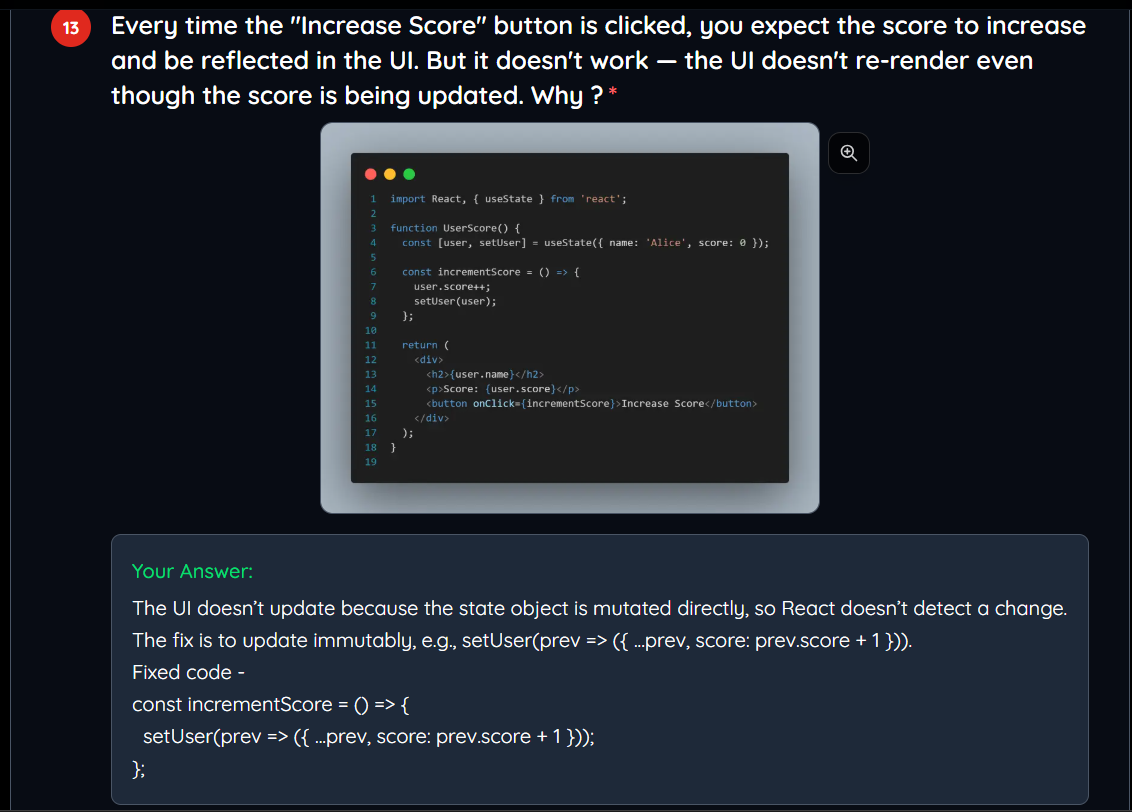 13
Every time the "Increase Score" button is clicked, you expect the score to increase
and be reflected in the UI. But it doesn't work — the UI doesn't re-render even
though the score is being updated. Why ? *
1 import React, { useState } from 'react';
2
3 function UserScore() {
4   const [user, setUser] = useState({ name: 'Alice', score: 0 });
5
6   const incrementScore = () => {
7     user.score++;
8     setUser(user);
9   };
10
11   return (
12     <div>
13       <h2>{user.name}</h2>
14       <p>Score: {user.score}</p>
15       <button onClick={incrementScore}>Increase Score</button>
16     </div>
17   );
18 }
19
Your Answer:
The UI doesn’t update because the state object is mutated directly, so React doesn’t detect a change.
The fix is to update immutably, e.g., setUser(prev => ({ ...prev, score: prev.score + 1 })).
Fixed code -
const incrementScore = () => {
  setUser(prev => ({ ...prev, score: prev.score + 1 }));
};